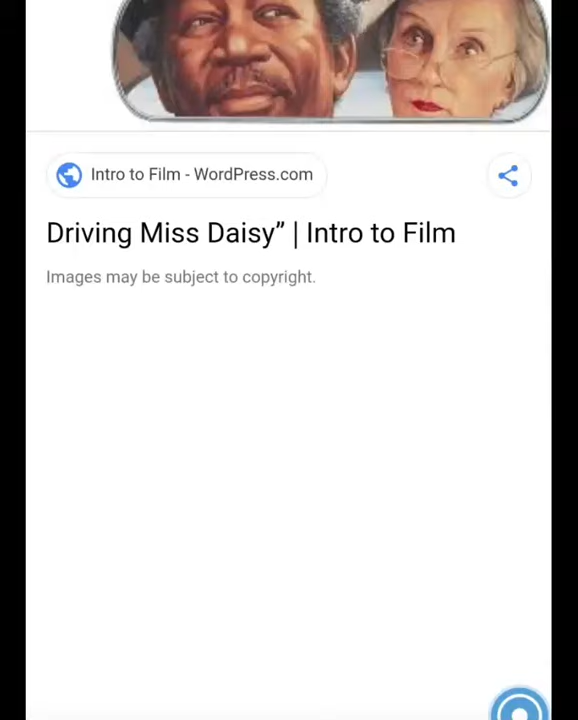 Intro to Film - WordPress.com
Driving Miss Daisy” | Intro to Film
Images may be subject to copyright.